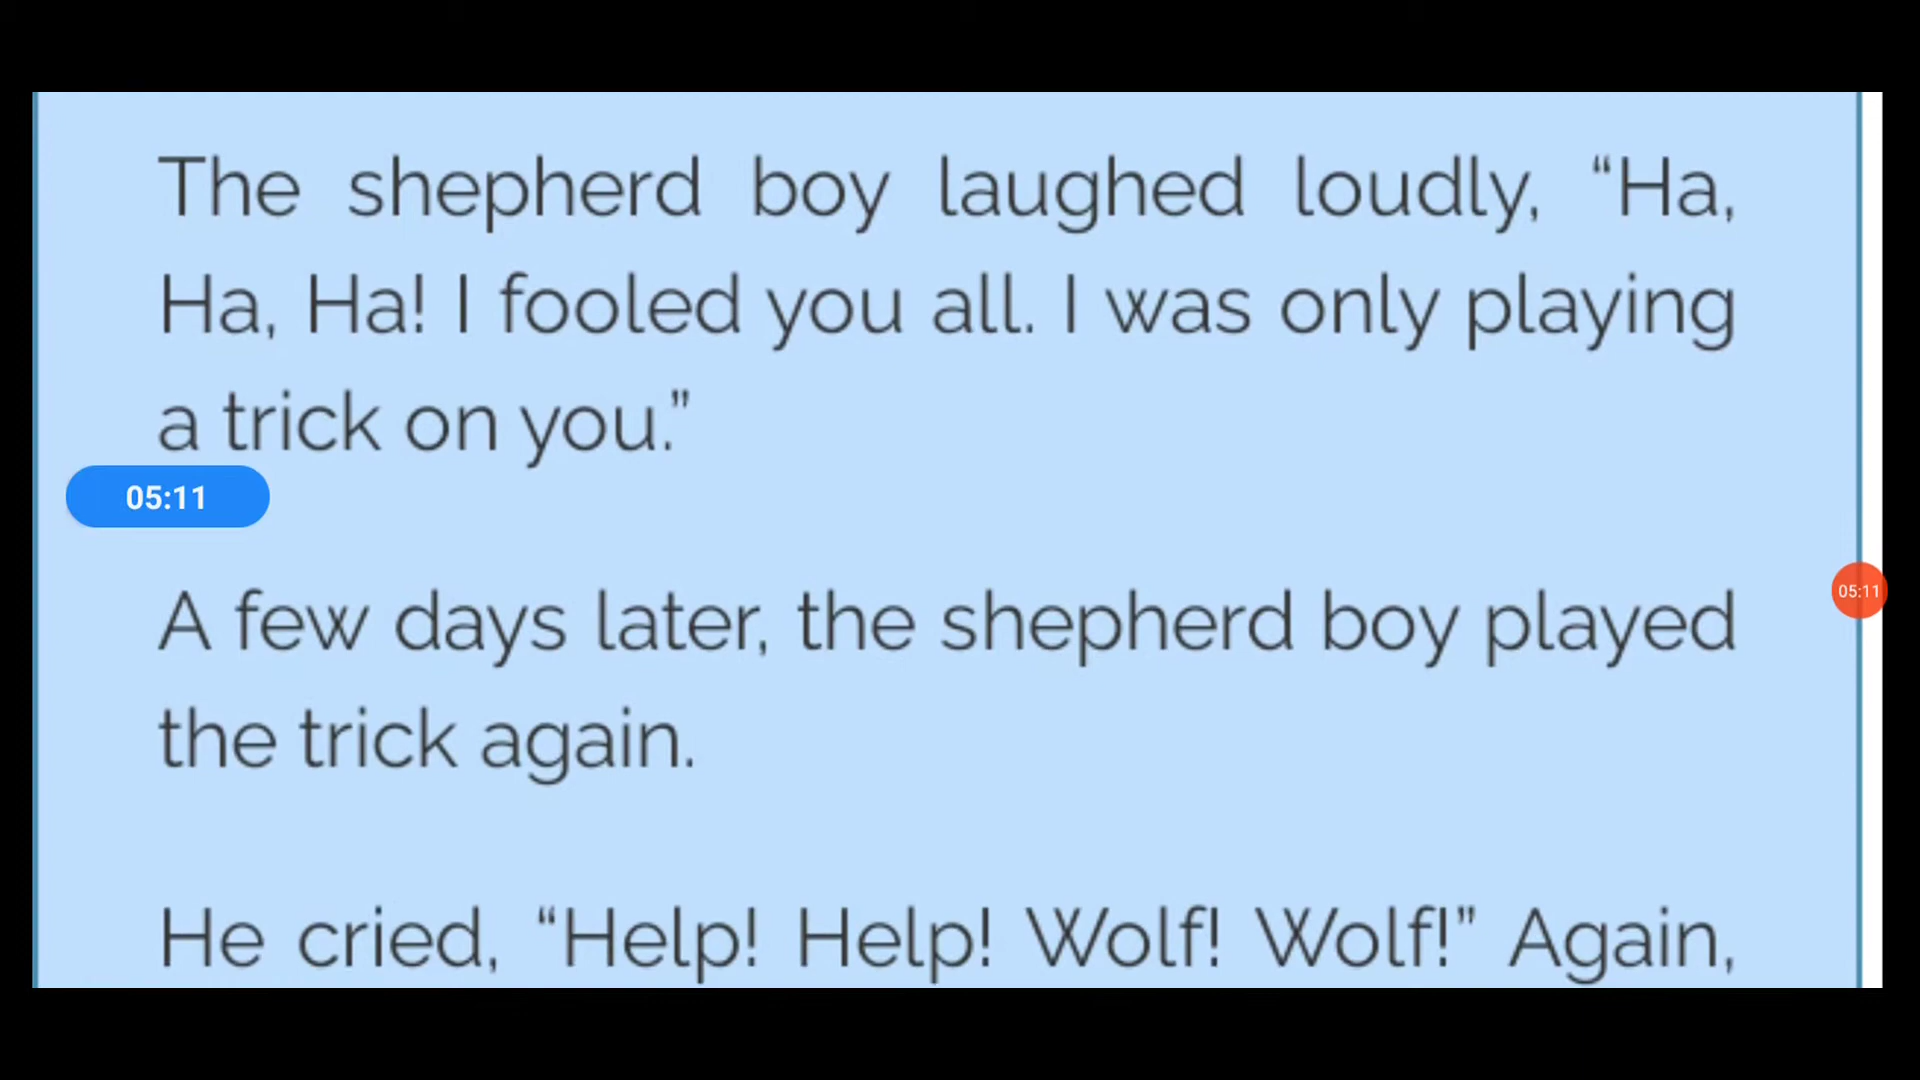 The shepherd boy laughed loudly, “Ha,
Ha, Ha! I fooled you all. I was only playing
a trick on you.”
05:11
A few days later, the shepherd boy played
05:11
the trick again.
He cried, “Help! Help! Wolf! Wolf!” Again,